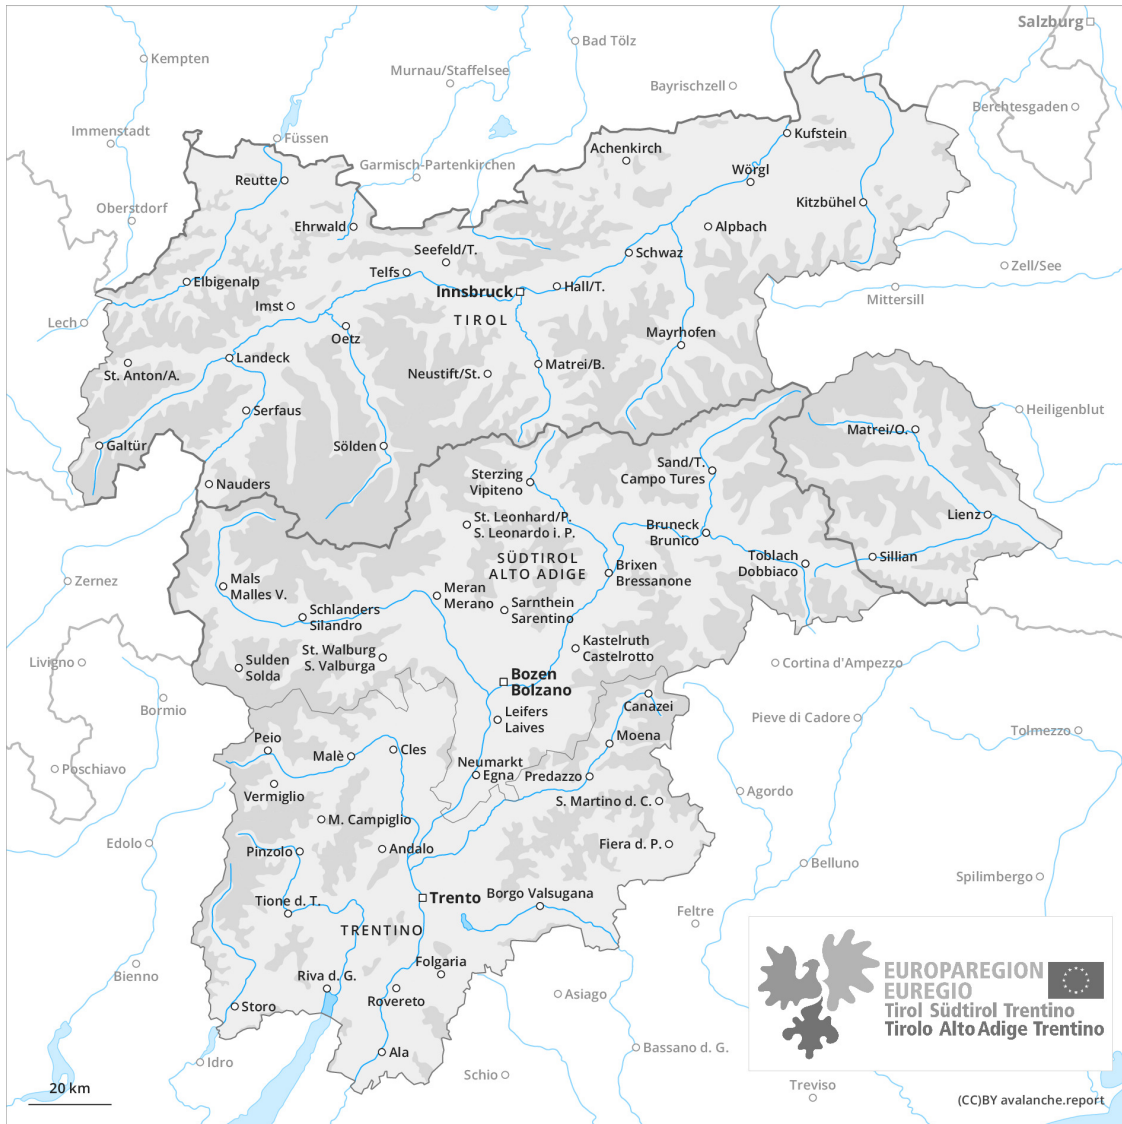 Salzburg
Bad Tölz
Kempten
Murnau/Staffelsee
Bayrischzell
Berchtesgaden
Immenstadt
Füssen
Kufstein
Achenkirch
Garmisch-Partenkirchen
Wörgl
Reutte
Kitzbühel
Oberstdorf
Ehrwald
Alpbach
Seefeld/T.
Schwaz
Zell/See
Telfs
Elbigenalp
Hall/T.
Innsbruck
Mittersill
Imst
TIROL
Lech
Oetz
Mayrhofen
Landeck
Matrei/B.
St. Anton/A.
Neustift/St.
Serfaus
Heiligenblut
Matrei/O.
Galtür
Sölden
Sand/T.
Campo Tures
Sterzing
Vipiteno
Nauders
Lienz
St. Leonhard/P.
S. Leonardo i. P.
Bruneck
Brunico
SÜDTIROL
ALTO ADIGE
Toblach
Dobbiaco
Sillian
Brixen
Bressanone
Zernez
Mals
Malles V.
Meran
Merano
Sarnthein
Sarentino
Schlanders
Silandro
Kastelruth
Castelrotto
St. Walburg
S. Valburga
Livigno
Sulden
Solda
Cortina d'Ampezzo
Bozen
Bolzano
Canazei
Bormio
Leifers
Laives
Pieve di Cadore
Tolmezzo
Moena
Peio
Malè
Cles
Neumarkt
Egna
Predazzo
Poschiavo
Vermiglio
Agordo
S. Martino d. C.
M. Campiglio
Edolo
Pinzolo
Andalo
Fiera d. P.
Belluno
Spilimbergo
Tione d. T.
Trento
Borgo Valsugana
Feltre
TRENTINO
Bienno
Folgaria
Riva d. G.
Rovereto
Asiago
Storo
EUROPAREGION
EUREGIO
Tirol Südtirol Trentino
Tirolo Alto Adige Trentino
Ala
Idro
Bassano d. G.
Schio
Treviso
20 km
(CC)BY avalanche.report